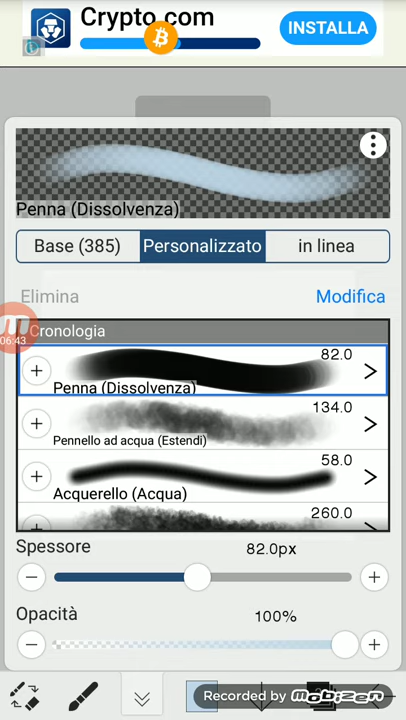 Crypto.com
INSTALLA
Penna (Dissolvenza)
Base (385)
Personalizzato
in linea
Elimina
Modifica
06:43
Cronologia
82.0
Penna (Dissolvenza)
134.0
Pennello ad acqua (Estendi)
58.0
Acquerello (Acqua)
260.0
Spessore
82.0px
Opacità
100%
Recorded by mobizen